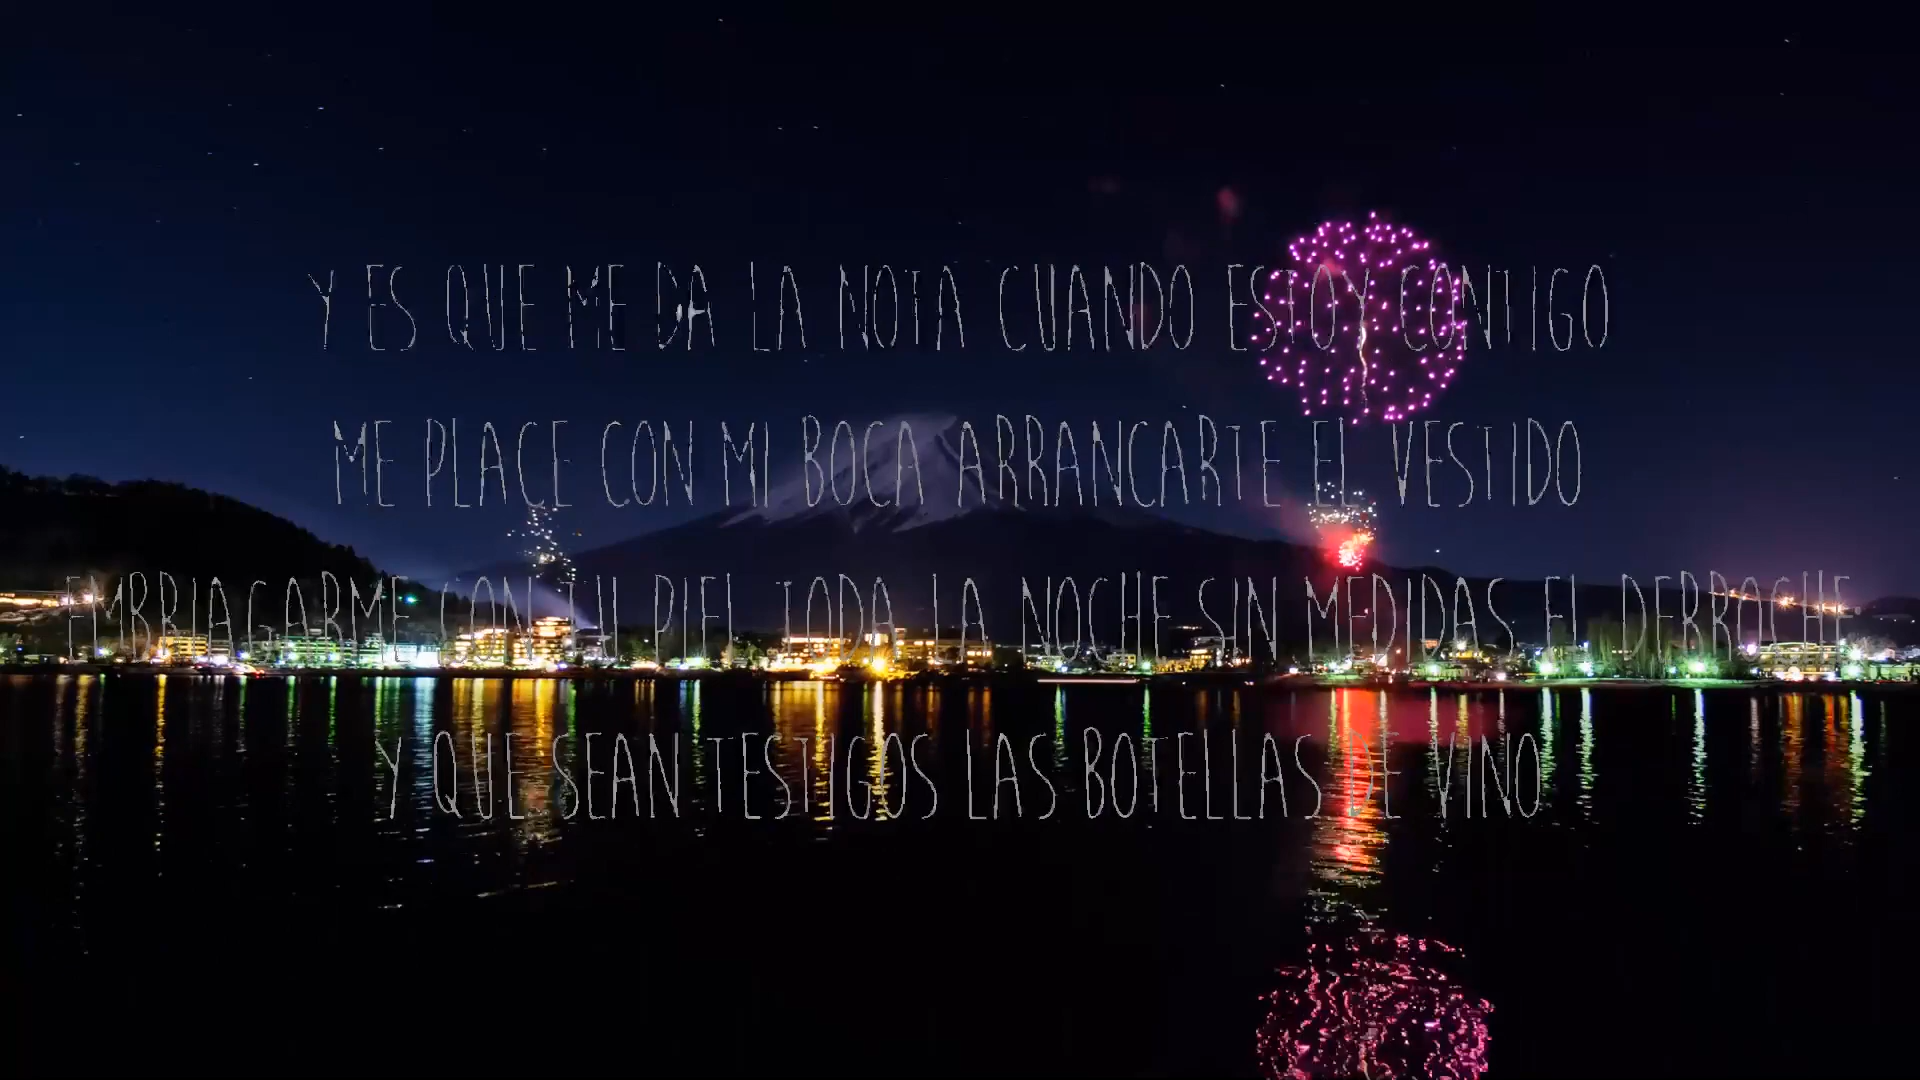 Y ES QUE ME DA LA NOTA CUANDO ESTOY CONTIGO
ME PLACE CON MI BOCA ARRANCARTE EL VESTIDO
EMBRIAGARME CON TU PIEL TODA LA NOCHE SIN MEDIDAS EL DERROCHE
Y QUE SEAN TESTIGOS LAS BOTELLAS DE VINO